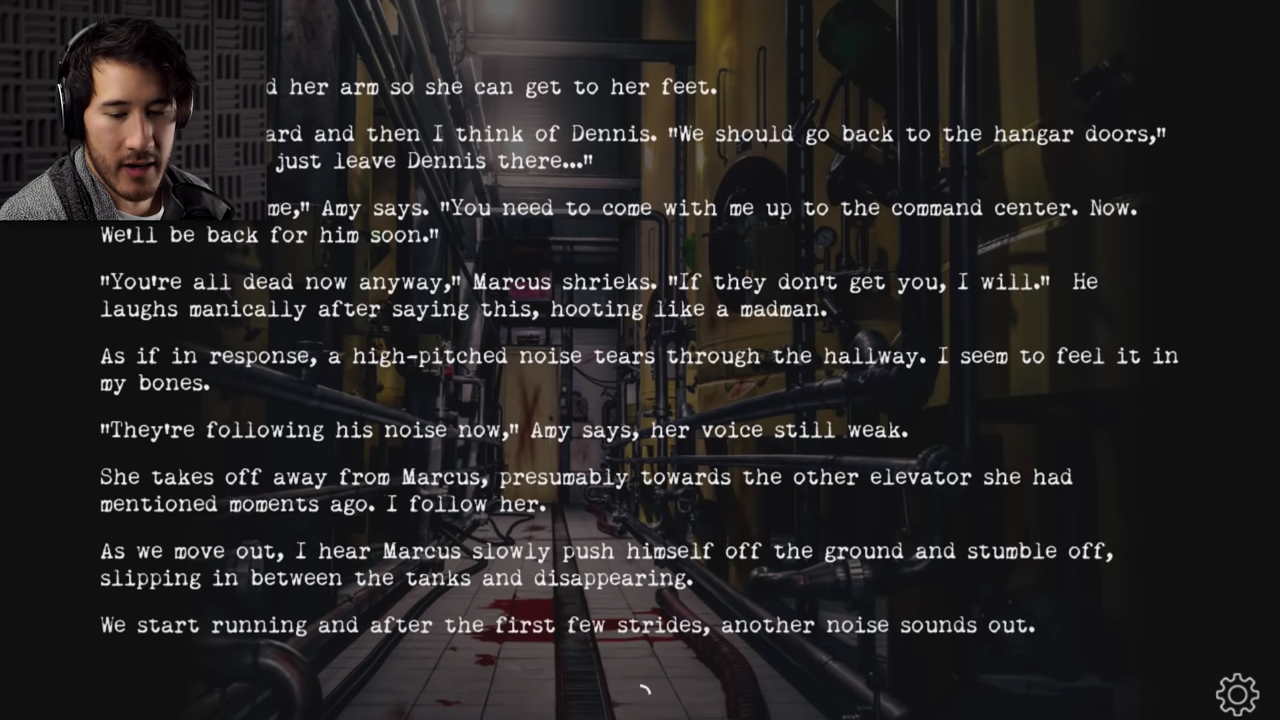 d her arm so she can get to her feet.
ard and then I think of Dennis. "We should go back to the hangar doors,"
just leave Dennis there..."
me," Amy says. "You need to come with me up to the command center. Now.
We'll be back for him soon."
"You're all dead now anyway," Marcus shrieks. "If they don't get you, I will."  He
laughs manically after saying this, hooting like a madman.
As if in response, a high-pitched noise tears through the hallway. I seem to feel it in
my bones.
"They're following his noise now," Amy says, her voice still weak.
She takes off away from Marcus, presumably towards the other elevator she had
mentioned moments ago. I follow her.
As we move out, I hear Marcus slowly push himself off the ground and stumble off,
slipping in between the tanks and disappearing.
We start running and after the first few strides, another noise sounds out.